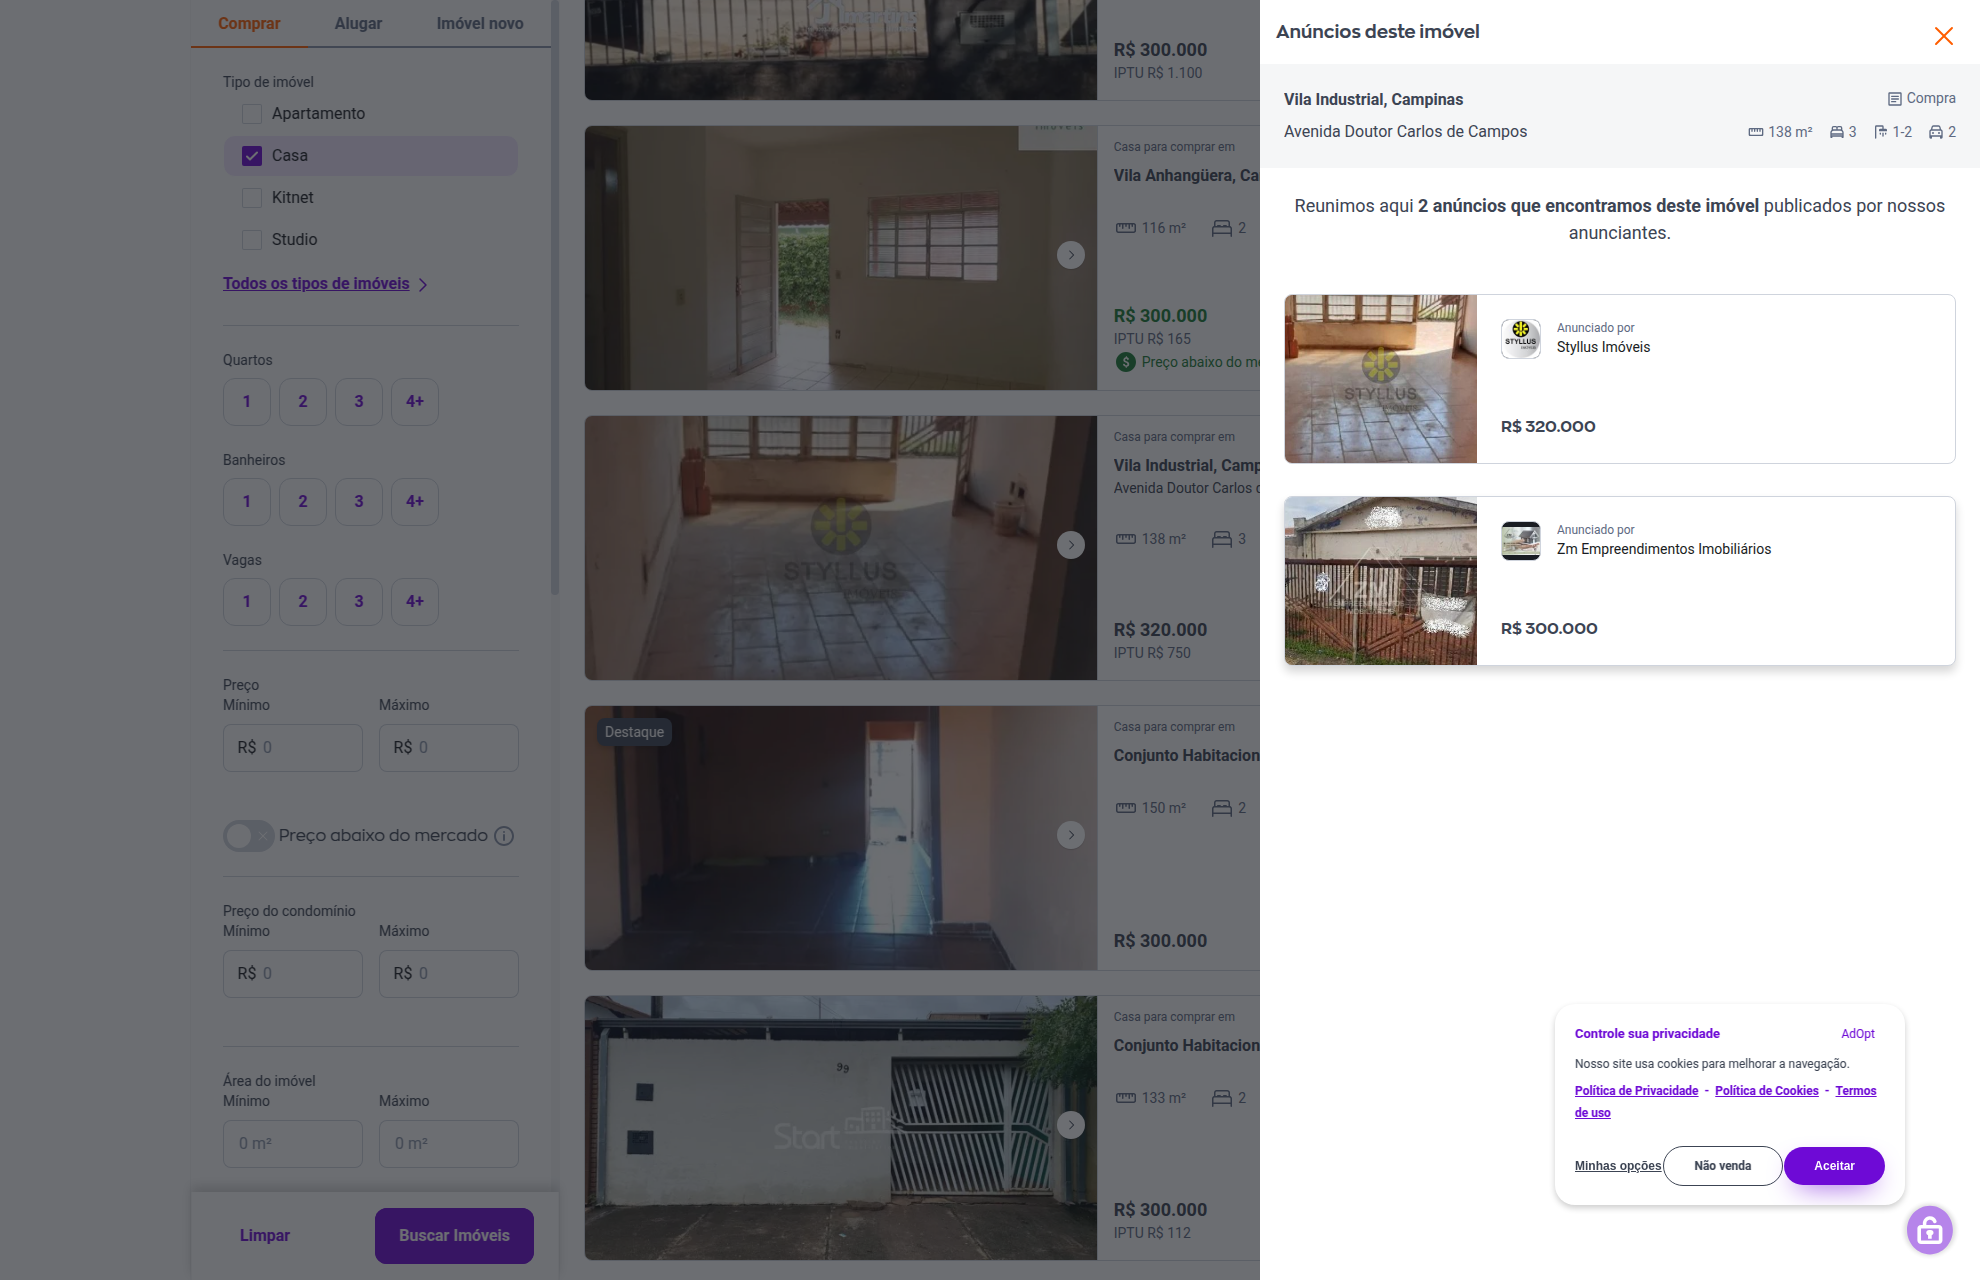 Comprar
Alugar
Imóvel novo
Tipo de imóvel
Apartamento
Casa
Kitnet
Studio
Todos os tipos de imóveis
Quartos
1 2 3 4+
Banheiros
1 2 3 4+
Vagas
1 2 3 4+
Preço
Mínimo Máximo
R$ 0 R$ 0
Preço abaixo do mercado
Preço do condomínio
Mínimo Máximo
R$ 0 R$ 0
Área do imóvel
Mínimo Máximo
0 m² 0 m²
Limpar
Buscar Imóveis
martins
R$ 300.000
IPTU R$ 1.100
Casa para comprar em
Vila Anhangüera, Ca
116 m² 2
R$ 300.000
IPTU R$ 165
Preço abaixo do me
STYLLUS
IMÓVEIS
Casa para comprar em
Vila Industrial, Camp
Avenida Doutor Carlos
138 m² 3
R$ 320.000
IPTU R$ 750
Destaque
Casa para comprar em
Conjunto Habitacion
150 m² 2
R$ 300.000
99
Start
Casa para comprar em
Conjunto Habitacion
133 m² 2
R$ 300.000
IPTU R$ 112
Anúncios deste imóvel
Vila Industrial, Campinas
Compra
Avenida Doutor Carlos de Campos
138 m² 3 1-2 2
Reunimos aqui 2 anúncios que encontramos deste imóvel publicados por nossos
anunciantes.
STYLLUS
IMÓVEIS
STYLLUS
Anunciado por
Styllus Imóveis
R$ 320.000
ZM
Anunciado por
Zm Empreendimentos Imobiliários
R$ 300.000
Controle sua privacidade
AdOpt
Nosso site usa cookies para melhorar a navegação.
Política de Privacidade - Política de Cookies - Termos
de uso
Minhas opções
Não venda
Aceitar